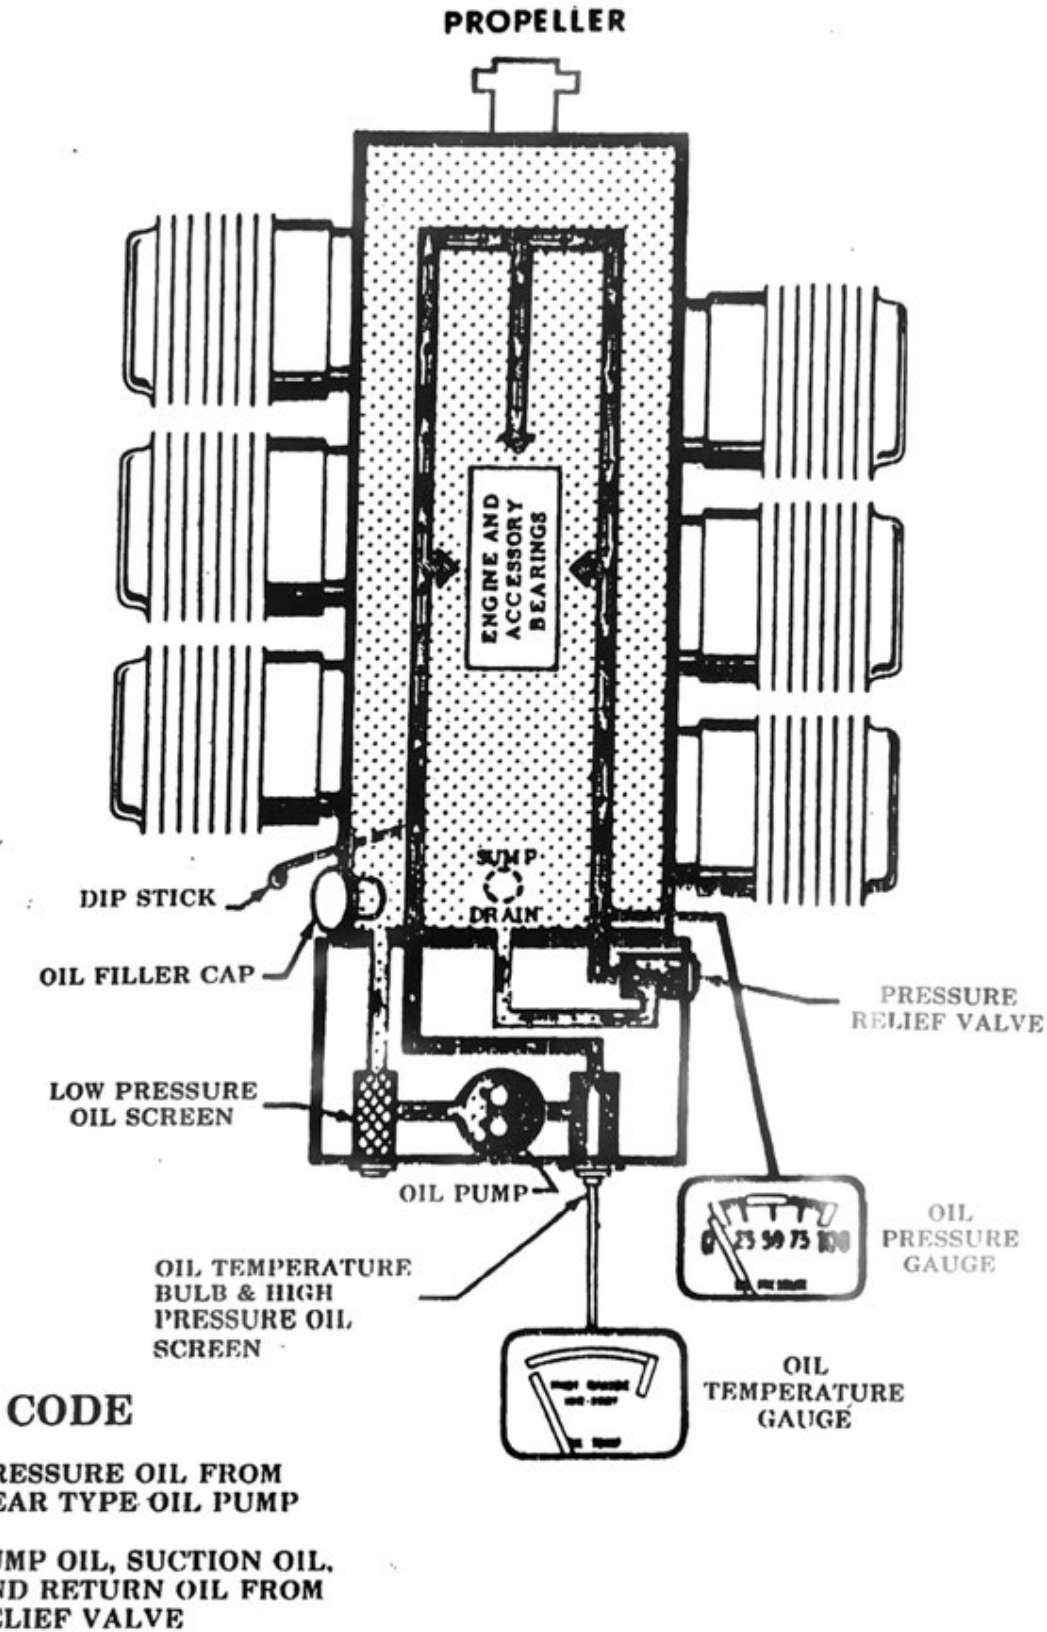 PROPELLER
ENGINE AND
ACCESSORY
BEARINGS
SUMP
DRAIN
DIP STICK
OIL FILLER CAP
PRESSURE
RELIEF VALVE
LOW PRESSURE
OIL SCREEN
OIL PUMP
OIL
PRESSURE
GAUGE
0 25 50 75 100
OIL TEMPERATURE
BULB & HIGH
PRESSURE OIL
SCREEN
OIL
TEMPERATURE
GAUGE
CODE
RESSURE OIL FROM
EAR TYPE OIL PUMP
UMP OIL, SUCTION OIL,
ND RETURN OIL FROM
ELIEF VALVE